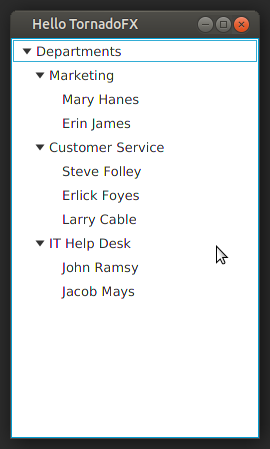 Hello TornadoFX
Departments
Marketing
Mary Hanes
Erin James
Customer Service
Steve Folley
Erlick Foyes
Larry Cable
IT Help Desk
John Ramsy
Jacob Mays